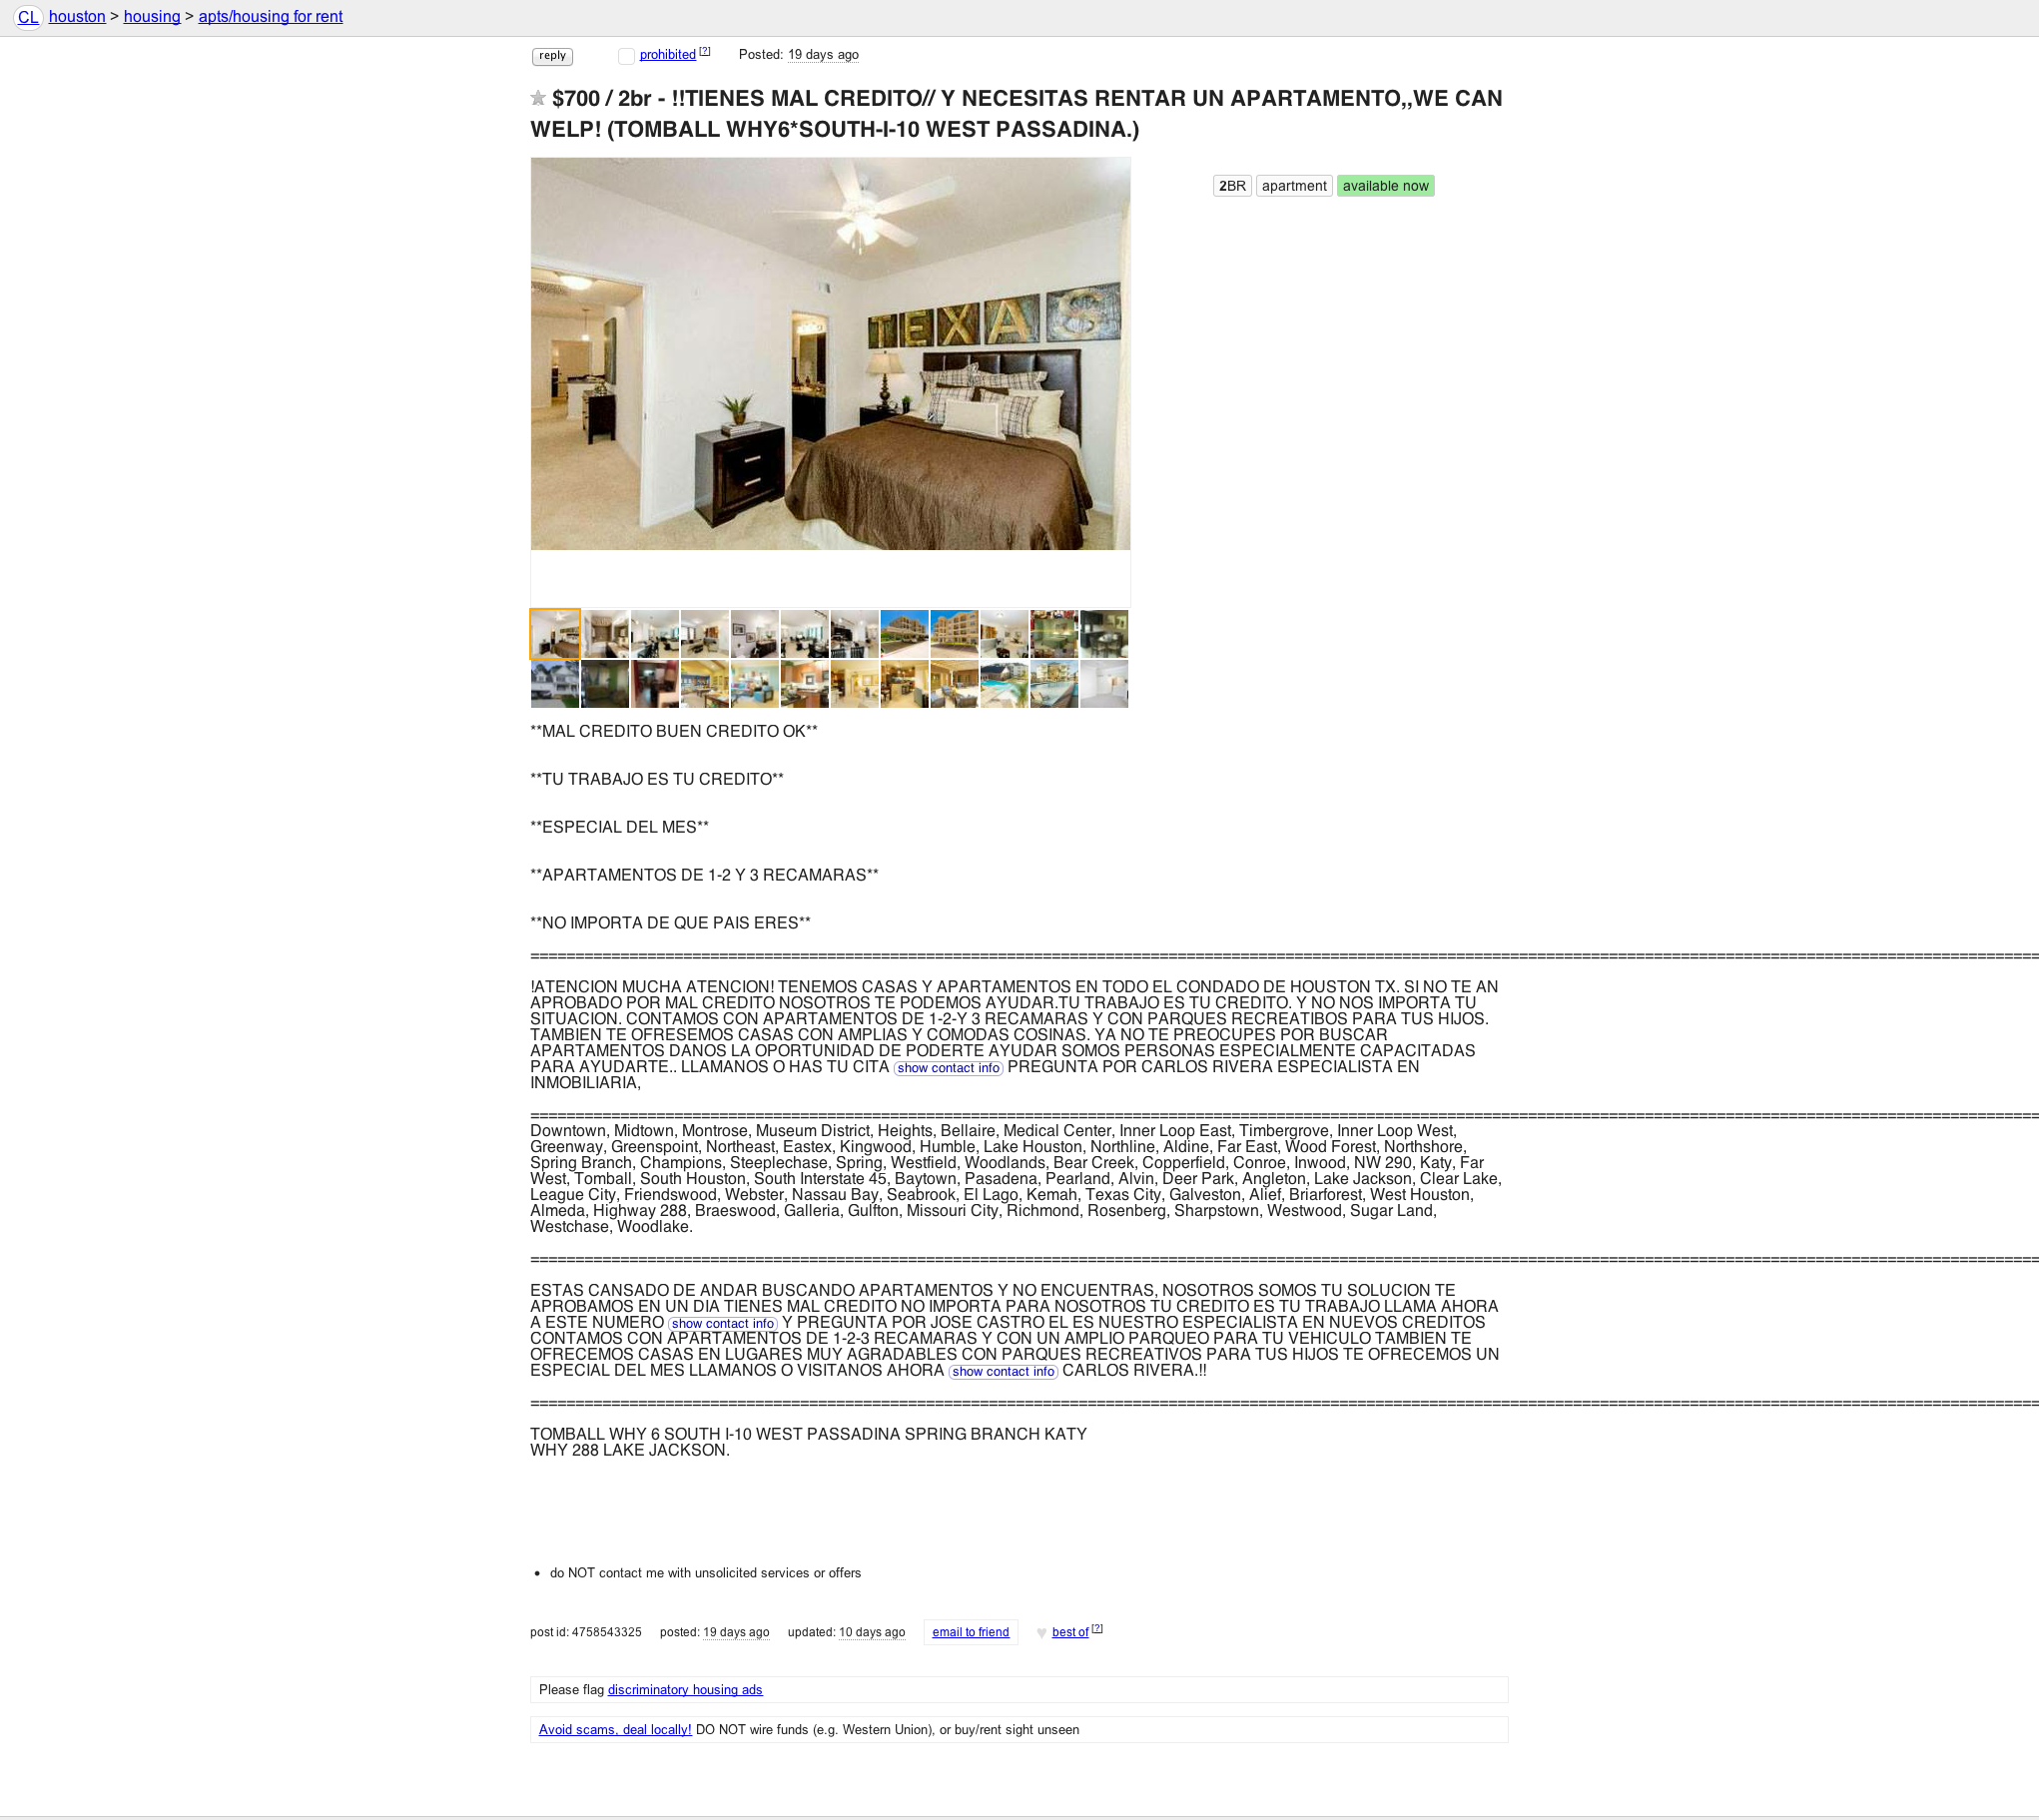 CL houston > housing > apts/housing for rent
reply prohibited [?] Posted: 19 days ago
$700 / 2br - !!TIENES MAL CREDITO// Y NECESITAS RENTAR UN APARTAMENTO,,WE CAN
WELP! (TOMBALL WHY6*SOUTH-I-10 WEST PASSADINA.)
2BR apartment available now
TEXAS
**MAL CREDITO BUEN CREDITO OK**
**TU TRABAJO ES TU CREDITO**
**ESPECIAL DEL MES**
**APARTAMENTOS DE 1-2 Y 3 RECAMARAS**
**NO IMPORTA DE QUE PAIS ERES**
!ATENCION MUCHA ATENCION! TENEMOS CASAS Y APARTAMENTOS EN TODO EL CONDADO DE HOUSTON TX. SI NO TE AN
APROBADO POR MAL CREDITO NOSOTROS TE PODEMOS AYUDAR.TU TRABAJO ES TU CREDITO. Y NO NOS IMPORTA TU
SITUACION. CONTAMOS CON APARTAMENTOS DE 1-2-Y 3 RECAMARAS Y CON PARQUES RECREATIBOS PARA TUS HIJOS.
TAMBIEN TE OFRESEMOS CASAS CON AMPLIAS Y COMODAS COSINAS. YA NO TE PREOCUPES POR BUSCAR
APARTAMENTOS DANOS LA OPORTUNIDAD DE PODERTE AYUDAR SOMOS PERSONAS ESPECIALMENTE CAPACITADAS
PARA AYUDARTE.. LLAMANOS O HAS TU CITA show contact info PREGUNTA POR CARLOS RIVERA ESPECIALISTA EN
INMOBILIARIA,
Downtown, Midtown, Montrose, Museum District, Heights, Bellaire, Medical Center, Inner Loop East, Timbergrove, Inner Loop West,
Greenway, Greenspoint, Northeast, Eastex, Kingwood, Humble, Lake Houston, Northline, Aldine, Far East, Wood Forest, Northshore,
Spring Branch, Champions, Steeplechase, Spring, Westfield, Woodlands, Bear Creek, Copperfield, Conroe, Inwood, NW 290, Katy, Far
West, Tomball, South Houston, South Interstate 45, Baytown, Pasadena, Pearland, Alvin, Deer Park, Angleton, Lake Jackson, Clear Lake,
League City, Friendswood, Webster, Nassau Bay, Seabrook, El Lago, Kemah, Texas City, Galveston, Alief, Briarforest, West Houston,
Almeda, Highway 288, Braeswood, Galleria, Gulfton, Missouri City, Richmond, Rosenberg, Sharpstown, Westwood, Sugar Land,
Westchase, Woodlake.
ESTAS CANSADO DE ANDAR BUSCANDO APARTAMENTOS Y NO ENCUENTRAS, NOSOTROS SOMOS TU SOLUCION TE
APROBAMOS EN UN DIA TIENES MAL CREDITO NO IMPORTA PARA NOSOTROS TU CREDITO ES TU TRABAJO LLAMA AHORA
A ESTE NUMERO show contact info Y PREGUNTA POR JOSE CASTRO EL ES NUESTRO ESPECIALISTA EN NUEVOS CREDITOS
CONTAMOS CON APARTAMENTOS DE 1-2-3 RECAMARAS Y CON UN AMPLIO PARQUEO PARA TU VEHICULO TAMBIEN TE
OFRECEMOS CASAS EN LUGARES MUY AGRADABLES CON PARQUES RECREATIVOS PARA TUS HIJOS TE OFRECEMOS UN
ESPECIAL DEL MES LLAMANOS O VISITANOS AHORA show contact info CARLOS RIVERA.!!
TOMBALL WHY 6 SOUTH I-10 WEST PASSADINA SPRING BRANCH KATY
WHY 288 LAKE JACKSON.
do NOT contact me with unsolicited services or offers
post id: 4758543325 posted: 19 days ago updated: 10 days ago email to friend best of [?]
Please flag discriminatory housing ads
Avoid scams, deal locally! DO NOT wire funds (e.g. Western Union), or buy/rent sight unseen